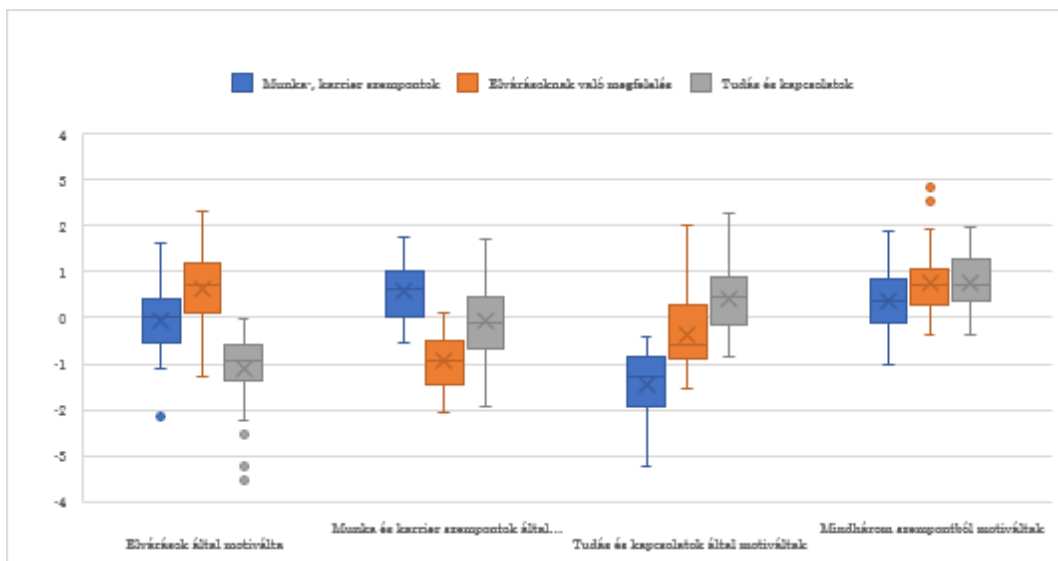 Munka-, karrier szempontok Elvárásoknak való megfelelés Tudás és kapcsolatok
4
3
2
1
0
-1
-2
-3
-4
Elvárások által motiválta
Munka és karrier szempontok által...
Tudás és kapcsolatok által motiváltak
Mindhárom szempontból motiváltak